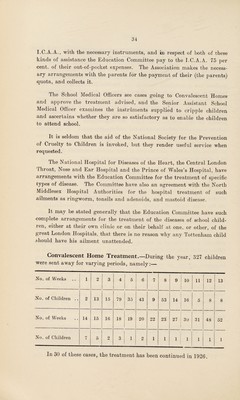 34
I.C.A.A., with the necessary instruments, and in respect of both of these
kinds of assistance the Education Committee pay to the I.C.A.A. 75 per
cent. of their out-of-pocket expenses. The Association makes the neces-
sary arrangements with the parents for the payment of their (the parents)
quota, and collects it.
The School Medical Officers see cases going to Convalescent Homes
and approve the treatment advised, and the Senior Assistant School
Medical Officer examines the instruments supplied to cripple children
and ascertains whether they are so satisfactory as to enable the children
to attend school.
It is seldom that the aid of the National Society for the Prevention
of Cruelty to Children is invoked, but they render useful service when
requested.
The National Hospital for Diseases of the Heart, the Central London
Throat, Nose and Ear Hospital and the Prince of Wales's Hospital, have
arrangements with the Education Committee for the treatment of specific
types of disease. The Committee have also an agreement with the North
Middlesex Hospital Authorities for the hospital treatment of such
ailments as ringworm, tonsils and adenoids, and mastoid disease.
It may be stated generally that the Education Committee have such
complete arrangements for the treatment of the diseases of school child-
ren, either at their own clinic or on their behalf at one, or other, of the
great London Hospitals, that there is no reason why any Tottenham child
should have his ailment unattended.
Convalescent Home Treatment.—During the year, 327 children
were sent away for varying periods, namely:—
No. of Weeks ... 1 2 3 4 5 6 7 8 9 10 11 12 13
No. of Children .. 2 13 15 79 35 43 9 53 14 16
No. of Weeks .. 14 15 16 18 19 20 22 23 27 31 46 52
No. of Children 7 5 2 3 1 2 1 1 1 1 1 1 1
In 30 of these cases, the treatment has been continued in 1926.